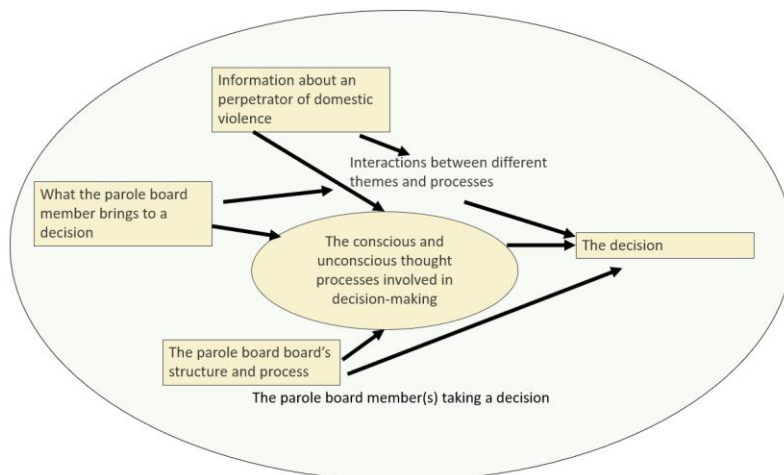 Information about an
perpetrator of domestic
violence
Interactions between different
themes and processes
What the parole board
member brings to a
decision
The conscious and
unconscious thought
processes involved in
decision-making
The decision
The parole board board's
structure and process
The parole board member(s) taking a decision